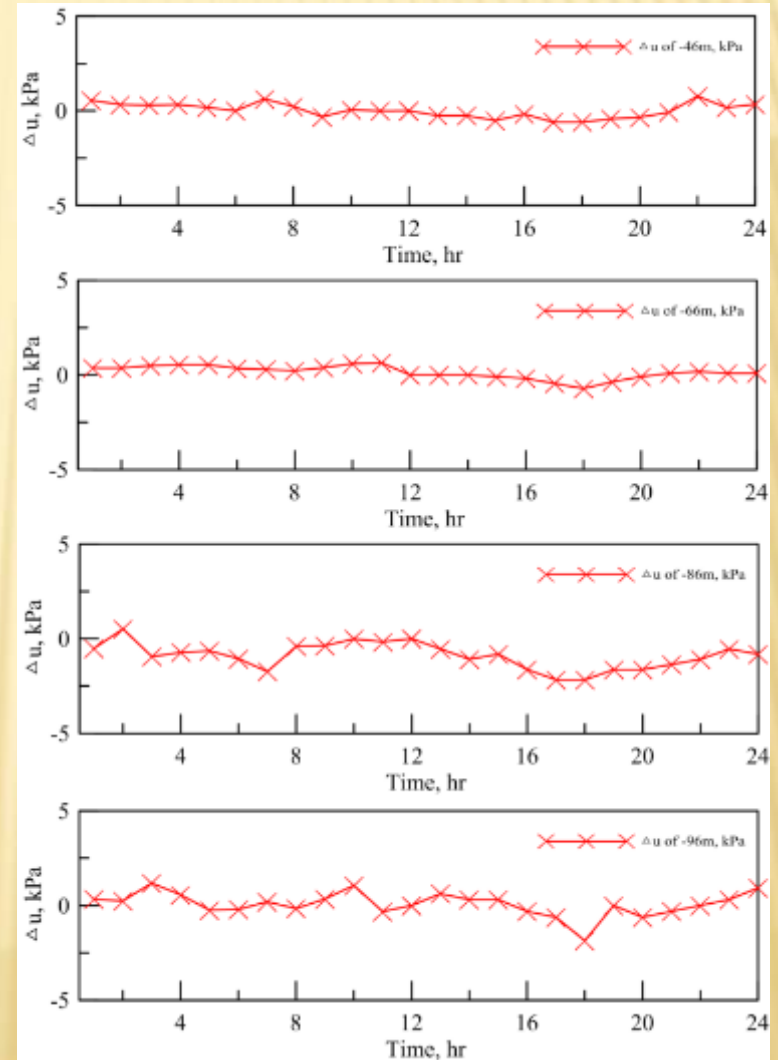 5
△u of -46m, kPa
△u, kPa
0
-5
4 8 12 16 20 24
Time, hr
5
△u of -66m, kPa
△u, kPa
0
-5
4 8 12 16 20 24
Time, hr
5
△u of -86m, kPa
△u, kPa
0
-5
4 8 12 16 20 24
Time, hr
5
△u of -96m, kPa
△u, kPa
0
-5
4 8 12 16 20 24
Time, hr